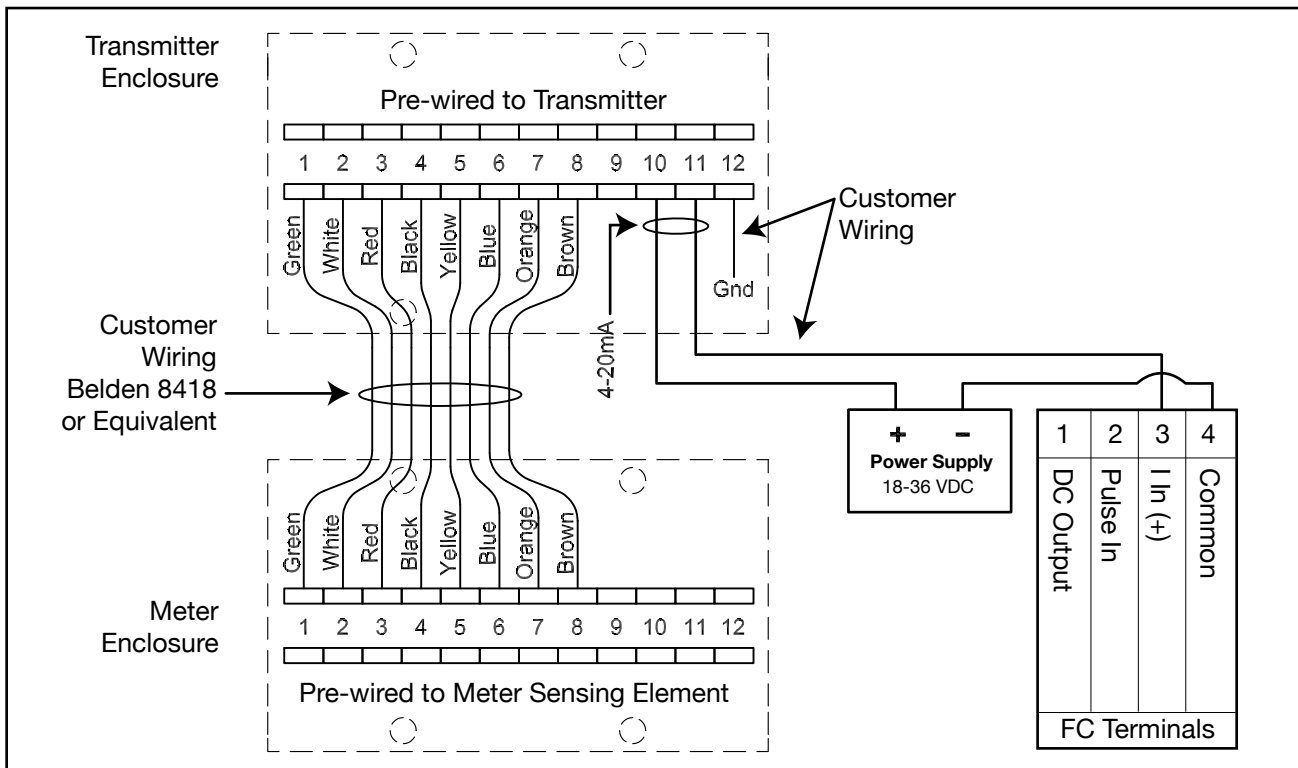 Transmitter
Enclosure
Pre-wired to Transmitter
1 2 3 4 5 6 7 8 9 10 11 12
Green
White
Red
Black
Yellow
Blue
Orange
Brown
4-20mA
Gnd
Customer
Wiring
Customer
Wiring
Belden 8418
or Equivalent
+ −
Power Supply
18-36 VDC
1 2 3 4
DC Output
Pulse In
I In (+)
Common
FC Terminals
Green
White
Red
Black
Yellow
Blue
Orange
Brown
Meter
Enclosure
1 2 3 4 5 6 7 8 9 10 11 12
Pre-wired to Meter Sensing Element